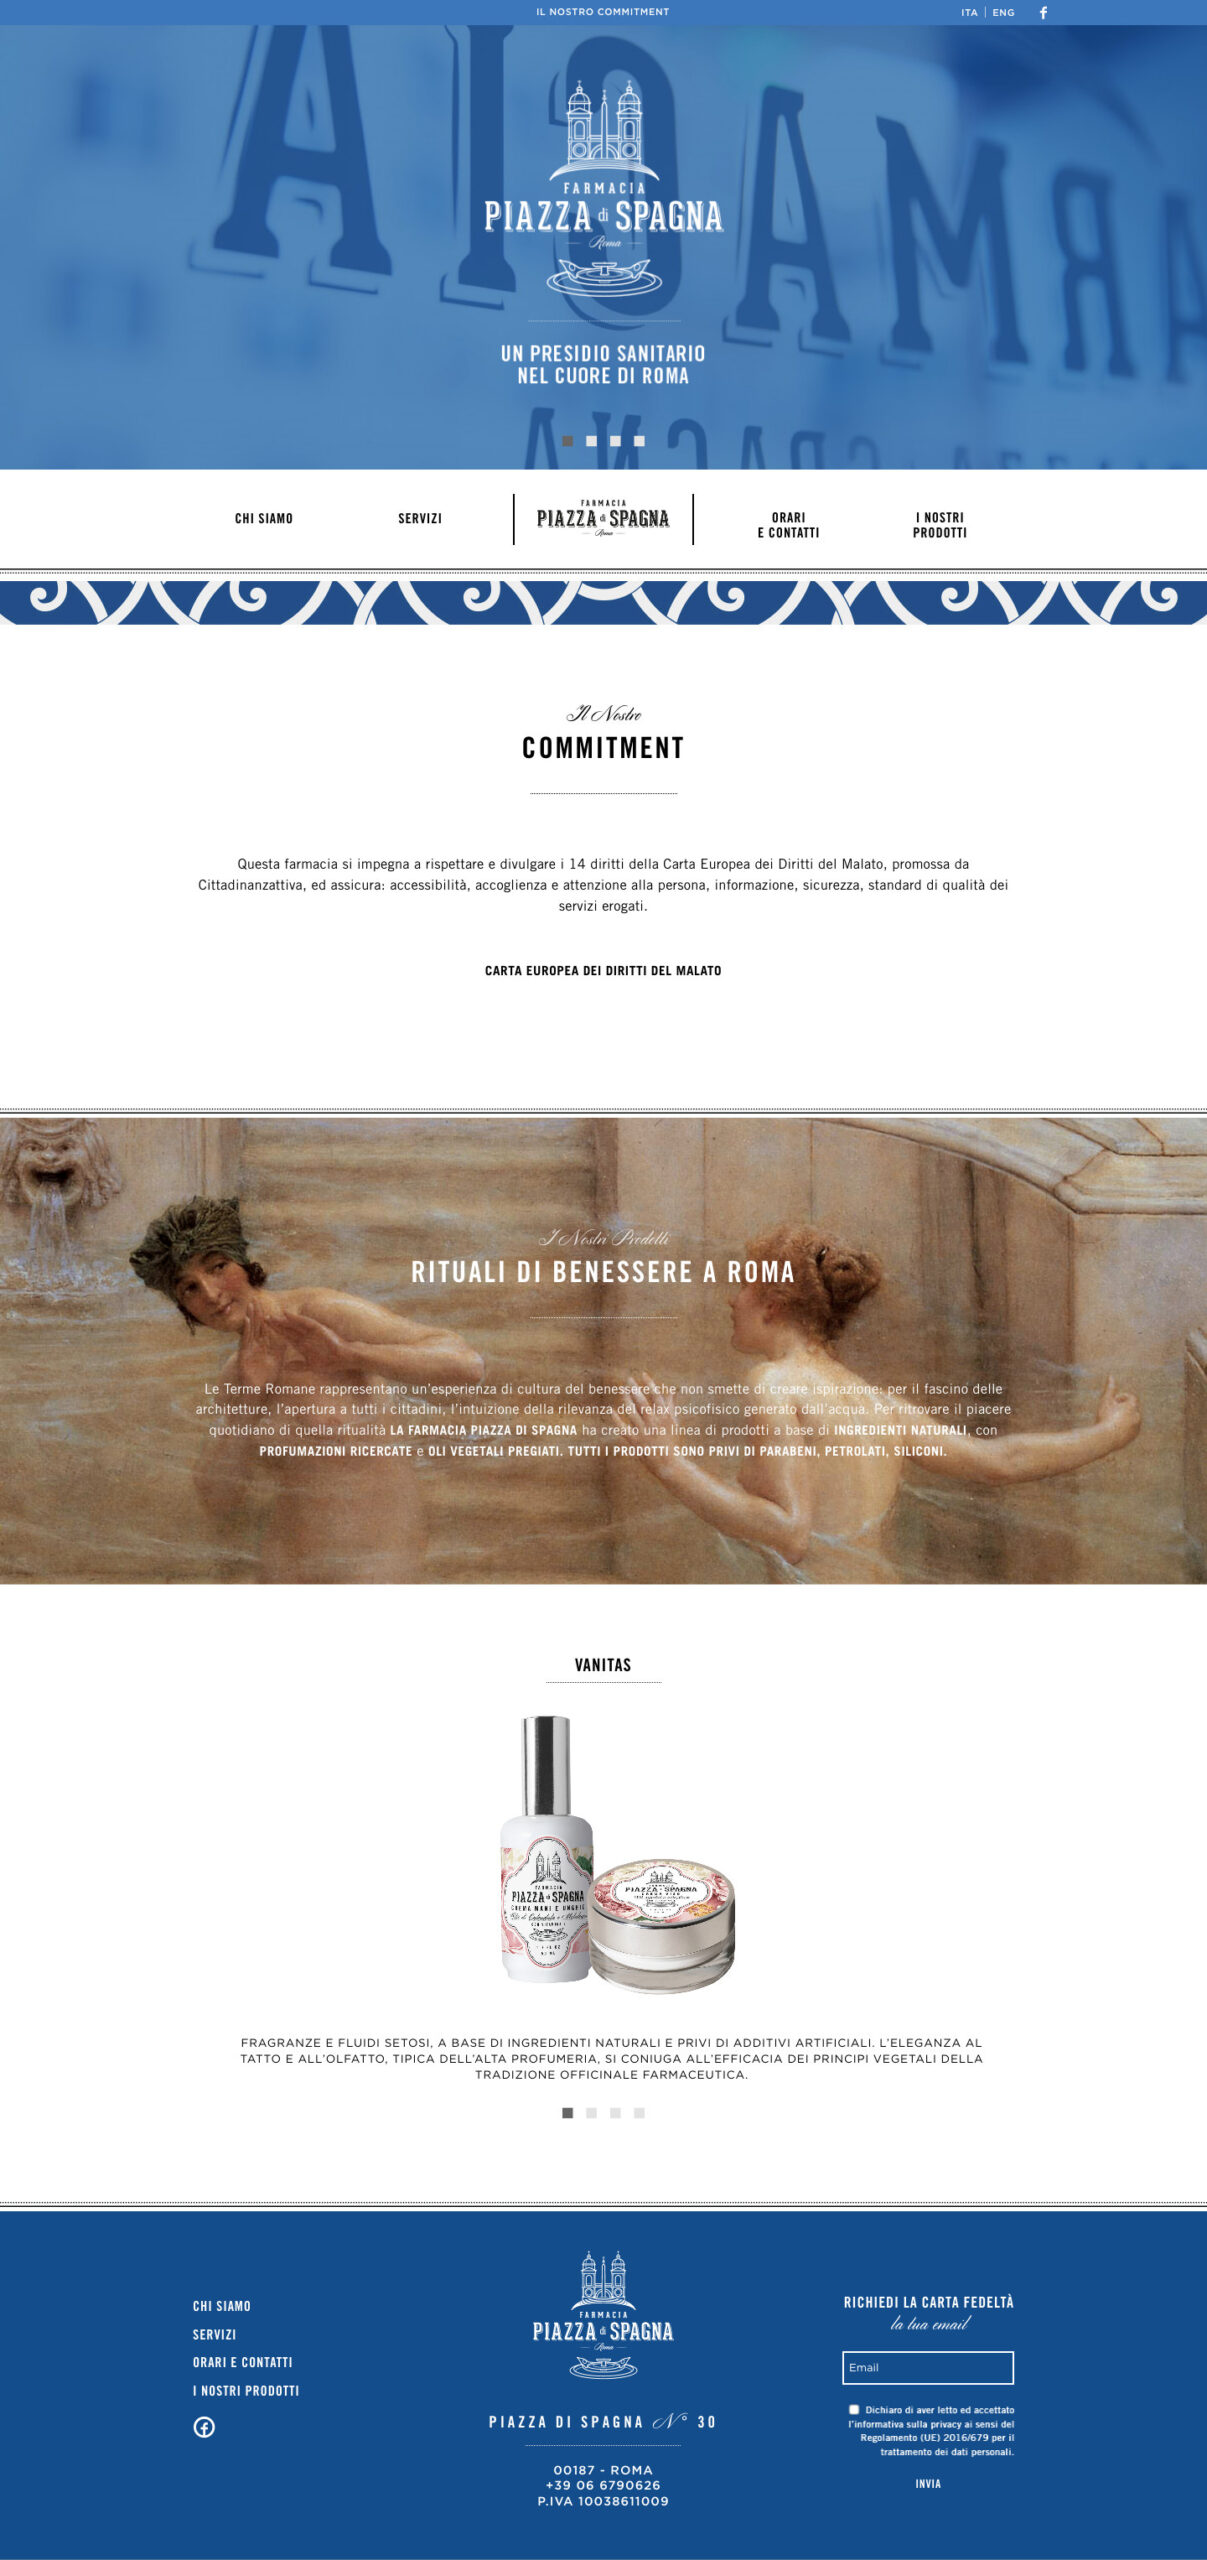 IL NOSTRO COMMITMENT
ITA | ENG
FARMACIA
PIAZZA di SPAGNA
Roma
UN PRESIDIO SANITARIO
NEL CUORE DI ROMA
CHI SIAMO
SERVIZI
FARMACIA
PIAZZA di SPAGNA
Roma
ORARI
E CONTATTI
I NOSTRI
PRODOTTI
Il Nostro
COMMITMENT
Questa farmacia si impegna a rispettare e divulgare i 14 diritti della Carta Europea dei Diritti del Malato, promossa da
Cittadinanzattiva, ed assicura: accessibilità, accoglienza e attenzione alla persona, informazione, sicurezza, standard di qualità dei
servizi erogati.
CARTA EUROPEA DEI DIRITTI DEL MALATO
I Nostri Prodotti
RITUALI DI BENESSERE A ROMA
Le Terme Romane rappresentano un'esperienza di cultura del benessere che non smette di creare ispirazione: per il fascino delle
architetture, l'apertura a tutti i cittadini, l'intuizione della rilevanza del relax psicofisico generato dall'acqua. Per ritrovare il piacere
quotidiano di quella ritualità LA FARMACIA PIAZZA DI SPAGNA ha creato una linea di prodotti a base di INGREDIENTI NATURALI, con
PROFUMAZIONI RICERCATE e OLI VEGETALI PREGIATI. TUTTI I PRODOTTI SONO PRIVI DI PARABENI, PETROLATI, SILICONI.
VANITAS
FARMACIA
PIAZZA di SPAGNA
CREMA MANI E UNGHIE
PIAZZA di SPAGNA
FRAGRANZE E FLUIDI SETOSI, A BASE DI INGREDIENTI NATURALI E PRIVI DI ADDITIVI ARTIFICIALI. L'ELEGANZA AL
TATTO E ALL'OLFATTO, TIPICA DELL'ALTA PROFUMERIA, SI CONIUGA ALL'EFFICACIA DEI PRINCIPI VEGETALI DELLA
TRADIZIONE OFFICINALE FARMACEUTICA.
CHI SIAMO
SERVIZI
ORARI E CONTATTI
I NOSTRI PRODOTTI
FARMACIA
PIAZZA di SPAGNA
Roma
PIAZZA DI SPAGNA N° 30
00187 - ROMA
+39 06 6790626
P.IVA 10038611009
RICHIEDI LA CARTA FEDELTÀ
la tua email
Email
Dichiaro di aver letto ed accettato
l'informativa sulla privacy ai sensi del
Regolamento (UE) 2016/679 per il
trattamento dei dati personali.
INVIA